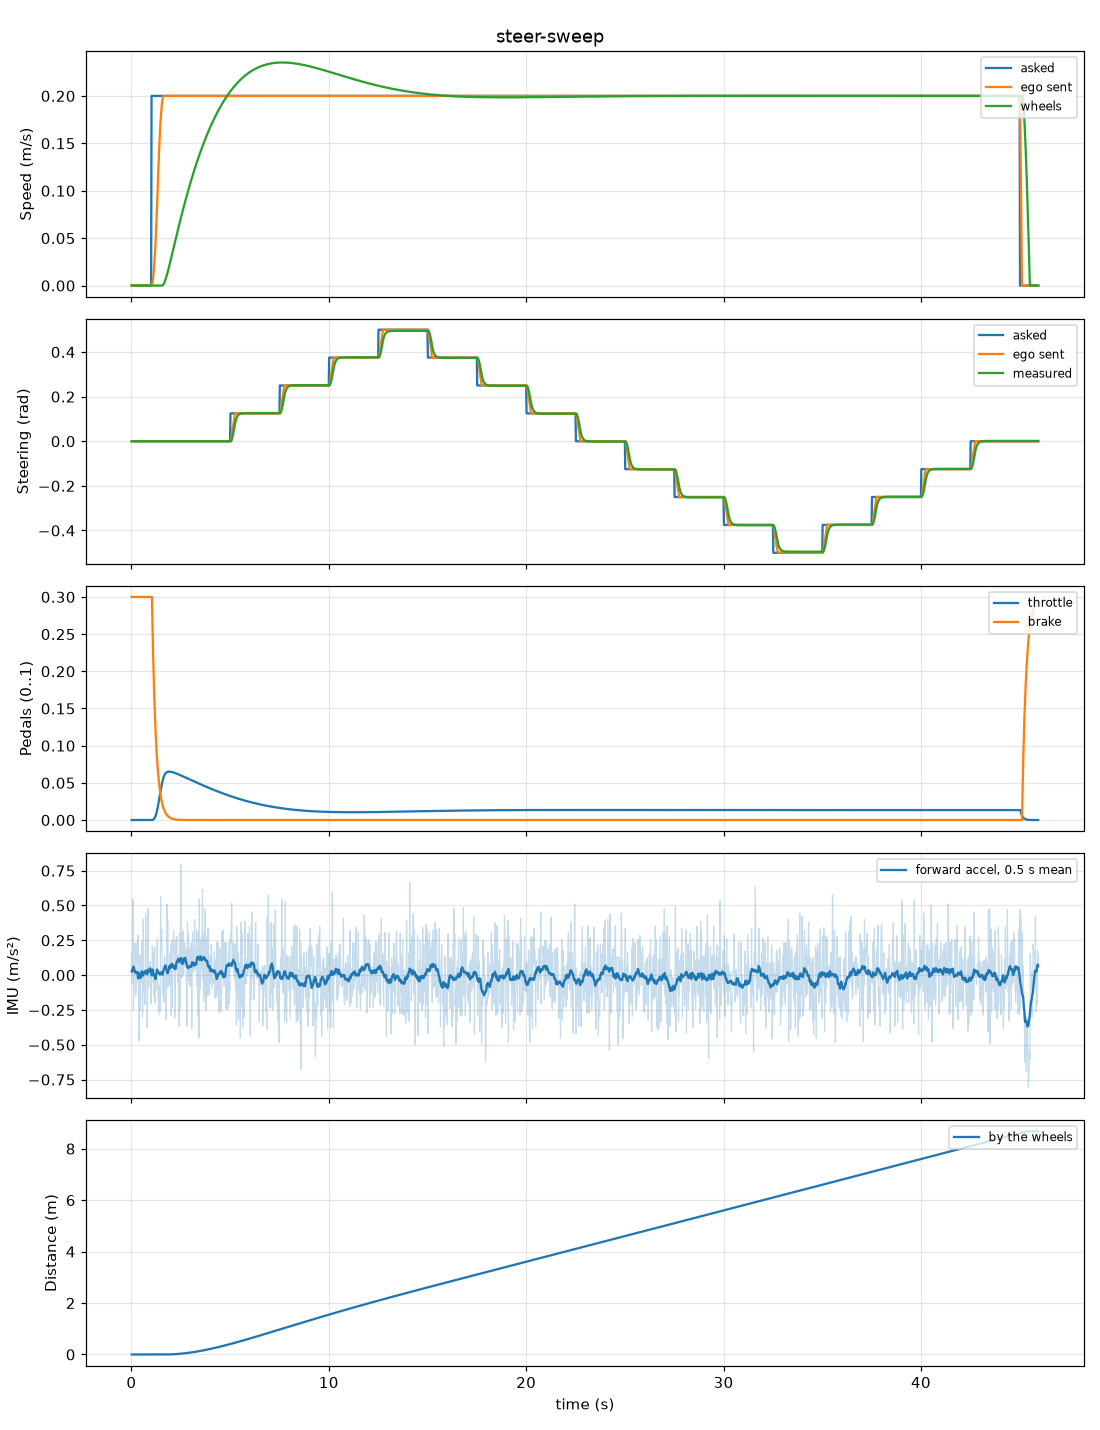 steer-sweep
Speed (m/s)
0.20
0.15
0.10
0.05
0.00
asked
ego sent
wheels
Steering (rad)
0.4
0.2
0.0
−0.2
−0.4
asked
ego sent
measured
Pedals (0..1)
0.30
0.25
0.20
0.15
0.10
0.05
0.00
throttle
brake
IMU (m/s²)
0.75
0.50
0.25
0.00
−0.25
−0.50
−0.75
forward accel, 0.5 s mean
Distance (m)
8
6
4
2
0
by the wheels
0 10 20 30 40
time (s)